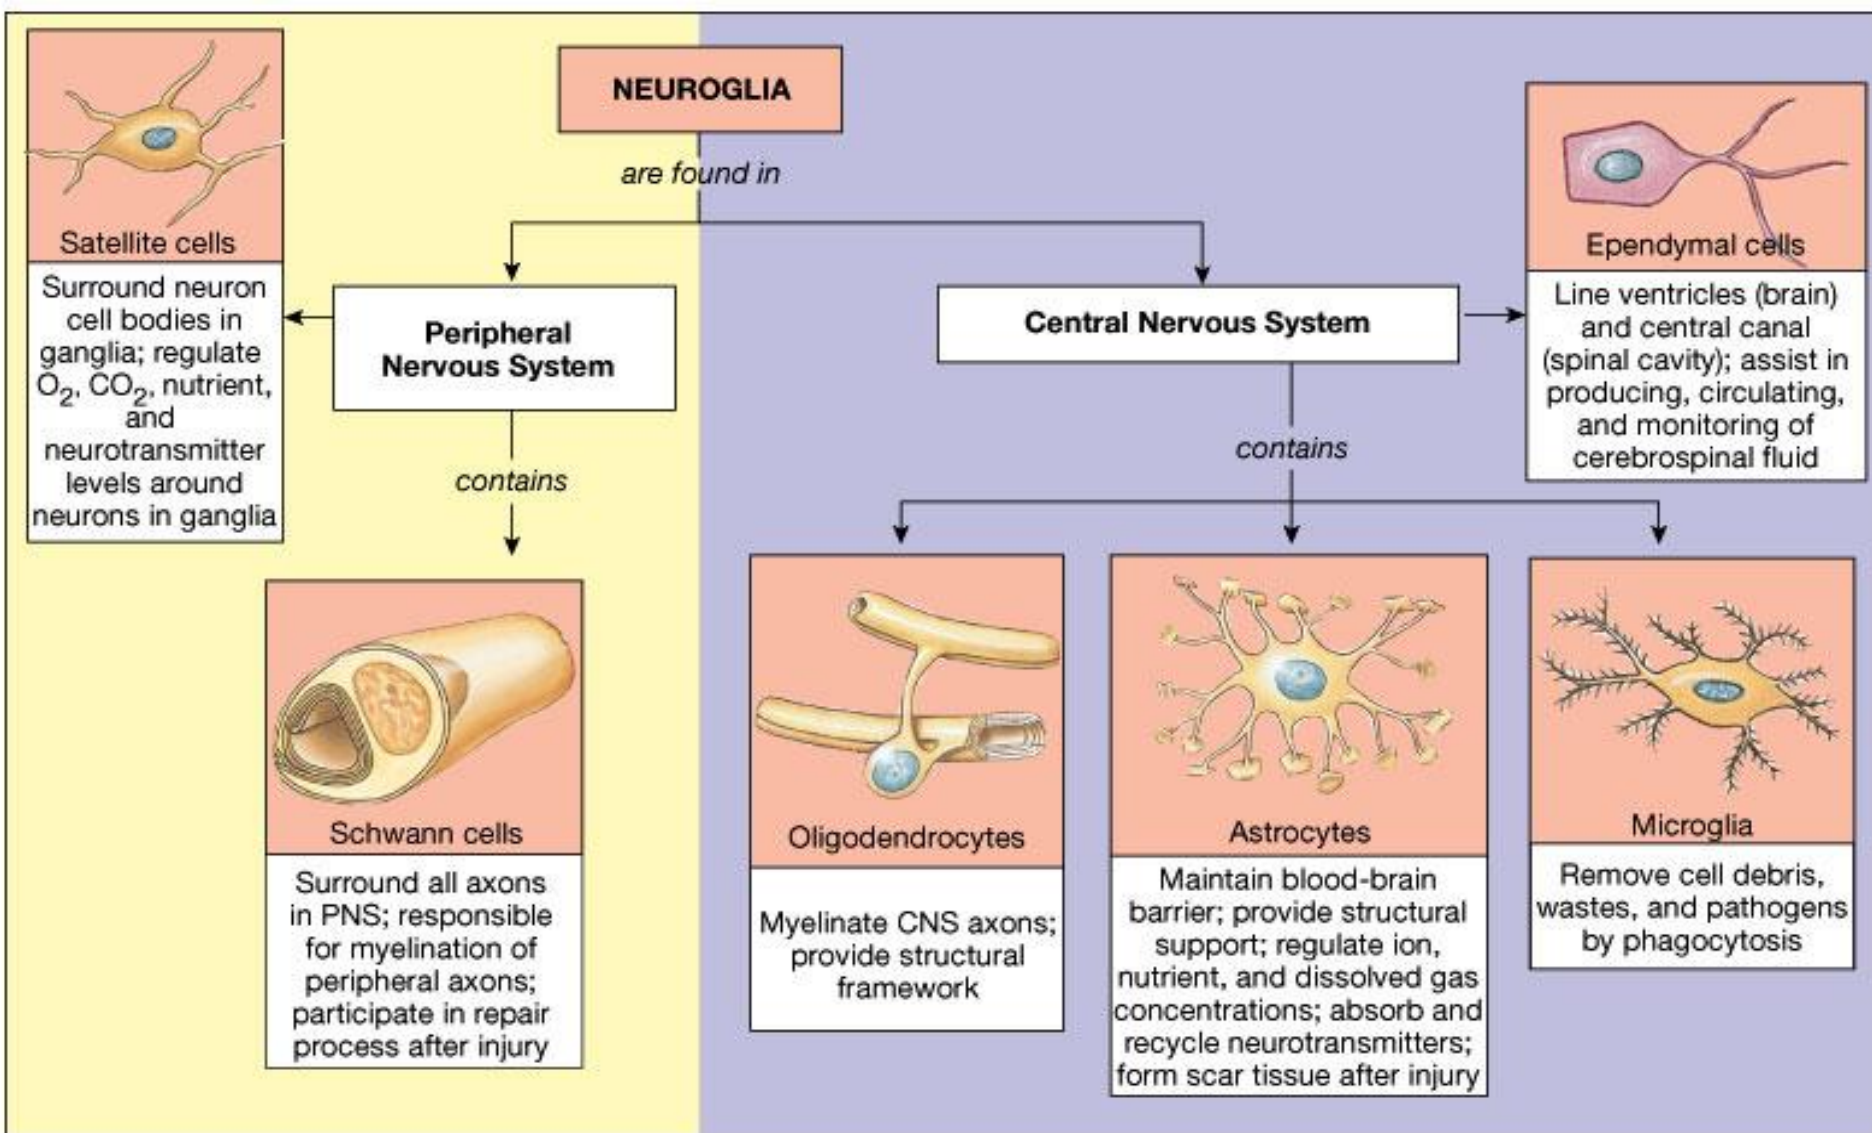 NEUROGLIA
are found in
Satellite cells
Surround neuron
cell bodies in
ganglia; regulate
O2, CO2, nutrient,
and
neurotransmitter
levels around
neurons in ganglia
Peripheral
Nervous System
contains
Schwann cells
Surround all axons
in PNS; responsible
for myelination of
peripheral axons;
participate in repair
process after injury
Central Nervous System
Ependymal cells
Line ventricles (brain)
and central canal
(spinal cavity); assist in
producing, circulating,
and monitoring of
cerebrospinal fluid
contains
Oligodendrocytes
Myelinate CNS axons;
provide structural
framework
Astrocytes
Maintain blood-brain
barrier; provide structural
support; regulate ion,
nutrient, and dissolved gas
concentrations; absorb and
recycle neurotransmitters;
form scar tissue after injury
Microglia
Remove cell debris,
wastes, and pathogens
by phagocytosis